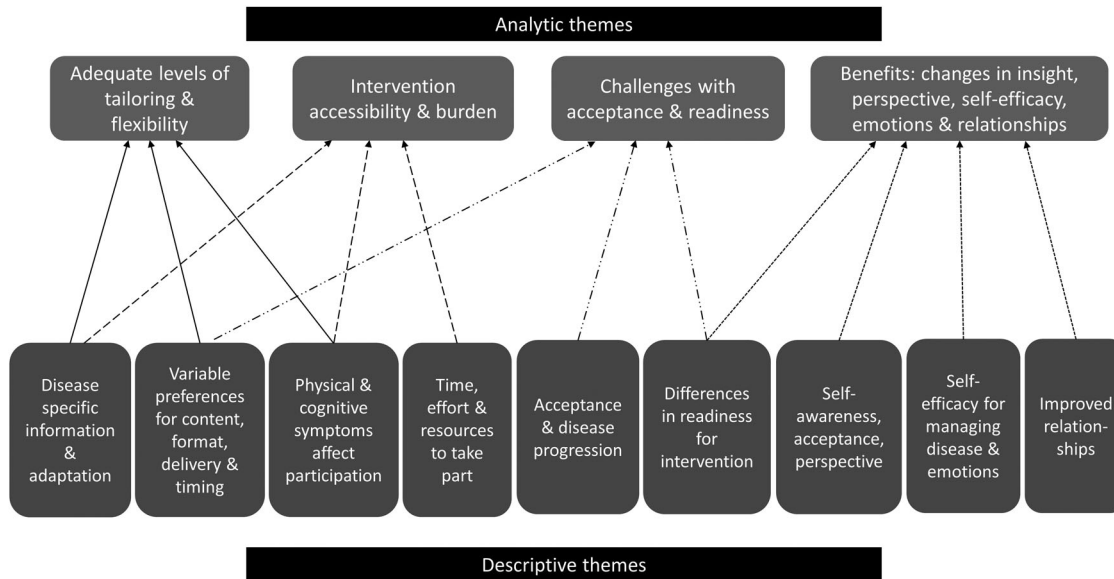 Analytic themes
Adequate levels of
tailoring &
flexibility
Intervention
accessibility & burden
Challenges with
acceptance & readiness
Benefits: changes in insight,
perspective, self-efficacy,
emotions & relationships
Disease
specific
information
&
adaptation
Variable
preferences
for content,
format,
delivery &
timing
Physical &
cognitive
symptoms
affect
participation
Time,
effort &
resources
to take
part
Acceptance
& disease
progression
Differences
in readiness
for
intervention
Self-
awareness,
acceptance,
perspective
Self-
efficacy for
managing
disease &
emotions
Improved
relation-
ships
Descriptive themes